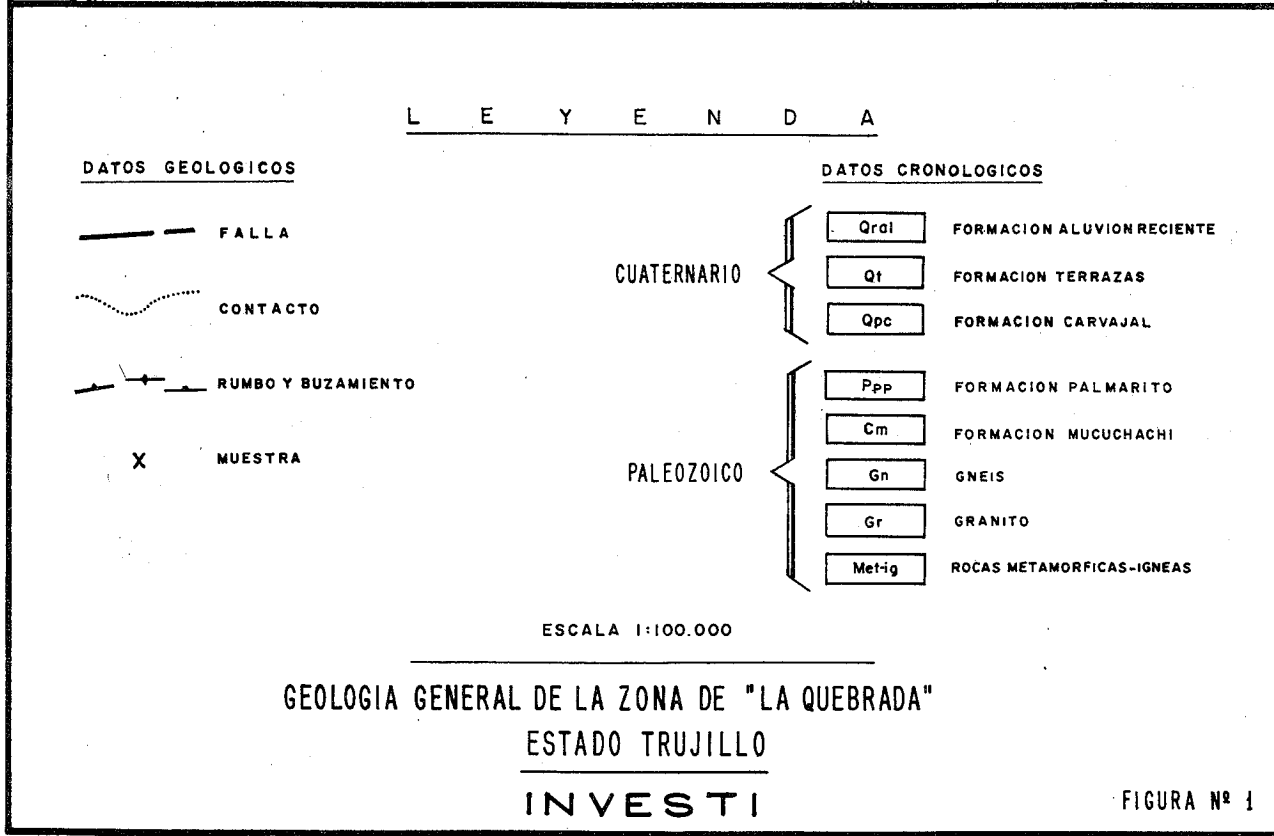 L E Y E N D A
DATOS GEOLOGICOS
FALLA
CONTACTO
RUMBO Y BUZAMIENTO
X MUESTRA
DATOS CRONOLOGICOS
CUATERNARIO
Qral FORMACION ALUVION RECIENTE
Qt FORMACION TERRAZAS
Qpc FORMACION CARVAJAL
PALEOZOICO
Ppp FORMACION PALMARITO
Cm FORMACION MUCUCHACHI
Gn GNEIS
Gr GRANITO
Met-ig ROCAS METAMORFICAS-IGNEAS
ESCALA 1:100.000
GEOLOGIA GENERAL DE LA ZONA DE "LA QUEBRADA"
ESTADO TRUJILLO
INVESTI
FIGURA Nº 1